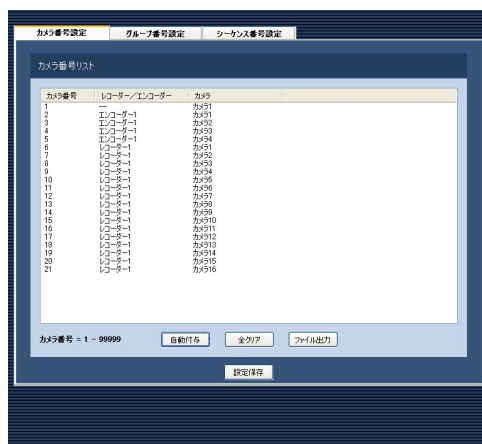 カメラ番号設定 グループ番号設定 シーケンス番号設定
カメラ番号リスト
カメラ番号 レコーダー／エンコーダー カメラ
1 --- カメラ1
2 エンコーダー1 カメラ1
3 エンコーダー1 カメラ2
4 エンコーダー1 カメラ3
5 エンコーダー1 カメラ4
6 レコーダー1 カメラ1
7 レコーダー1 カメラ2
8 レコーダー1 カメラ3
9 レコーダー1 カメラ4
10 レコーダー1 カメラ5
11 レコーダー1 カメラ6
12 レコーダー1 カメラ7
13 レコーダー1 カメラ8
14 レコーダー1 カメラ9
15 レコーダー1 カメラ10
16 レコーダー1 カメラ11
17 レコーダー1 カメラ12
18 レコーダー1 カメラ13
19 レコーダー1 カメラ14
20 レコーダー1 カメラ15
21 レコーダー1 カメラ16
カメラ番号 = 1 - 99999 自動付与 全クリア ファイル出力
設定保存